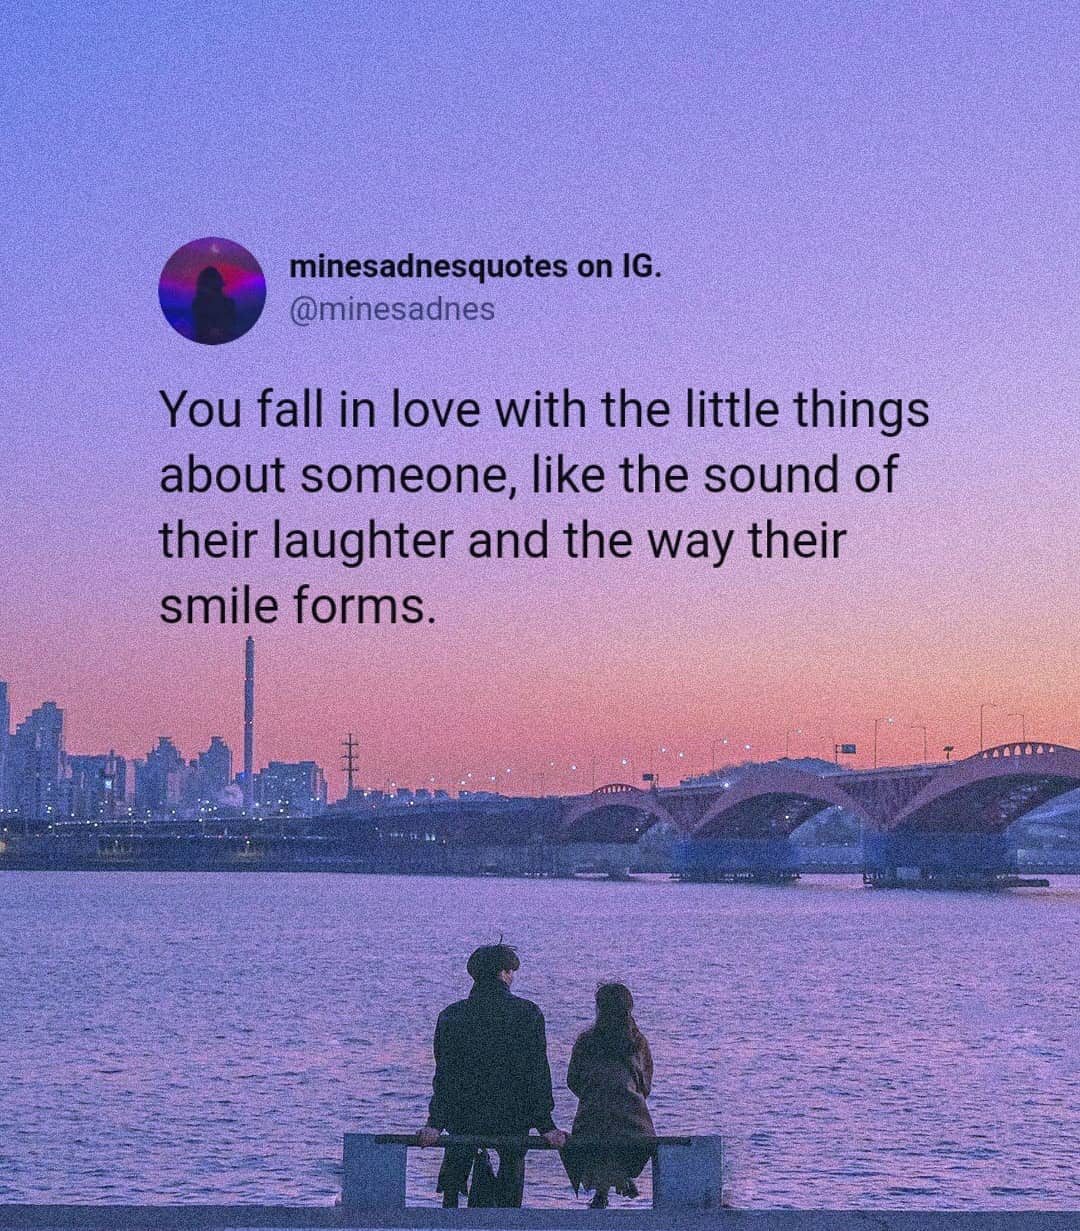 minesadnesquotes on IG.
@minesadnes
You fall in love with the little things
about someone, like the sound of
their laughter and the way their
smile forms.